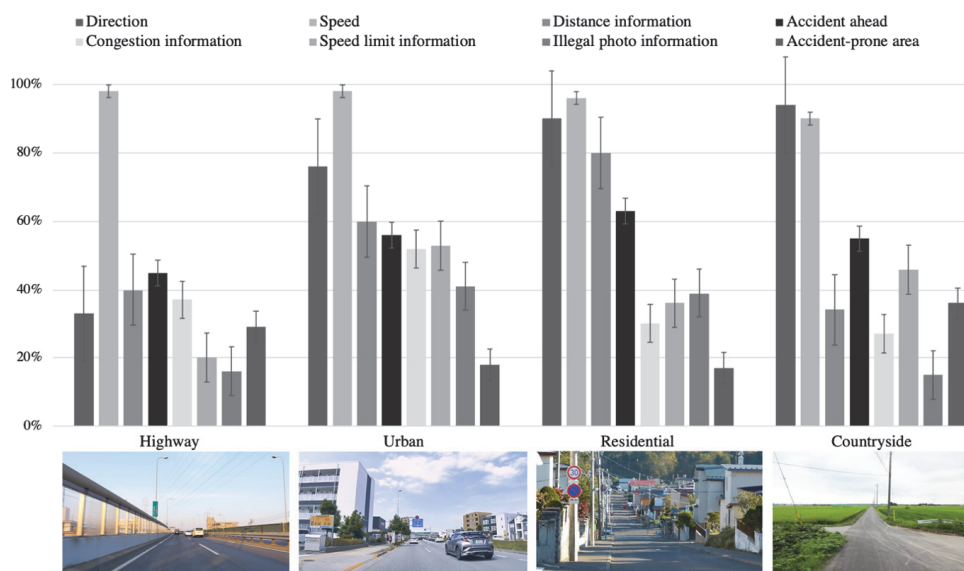 ■ Direction ■ Speed ■ Distance information ■ Accident ahead
■ Congestion information ■ Speed limit information ■ Illegal photo information ■ Accident-prone area
100%
80%
60%
40%
20%
0%
Highway Urban Residential Countryside
30